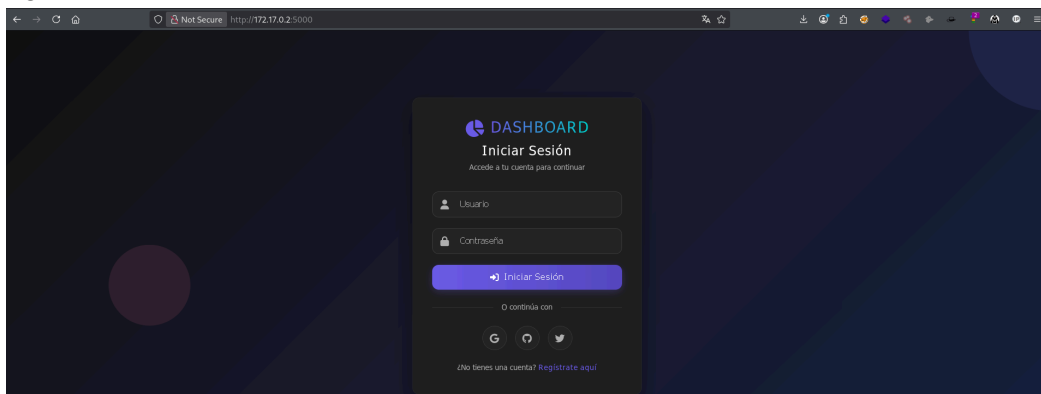 Not Secure http://172.17.0.2:5000
2
DASHBOARD
Iniciar Sesión
Accede a tu cuenta para continuar
Usuario
Contraseña
Iniciar Sesión
O continúa con
G
¿No tienes una cuenta? Regístrate aquí